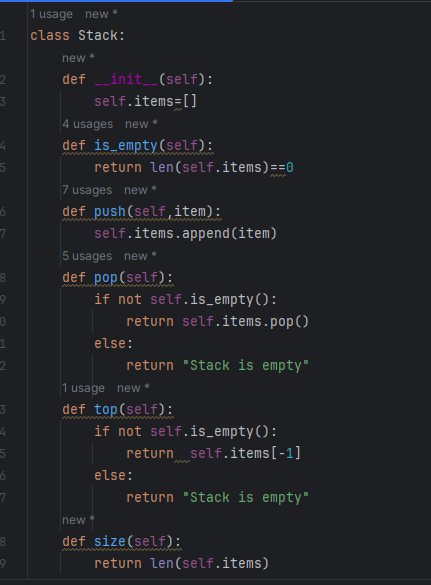 1 usage new *
1 class Stack:
new *
2 def __init__(self):
3 self.items=[]
4 usages new *
4 def is_empty(self):
5 return len(self.items)==0
7 usages new *
6 def push(self,item):
7 self.items.append(item)
5 usages new *
8 def pop(self):
9 if not self.is_empty():
0 return self.items.pop()
1 else:
2 return "Stack is empty"
1 usage new *
3 def top(self):
4 if not self.is_empty():
5 return  self.items[-1]
6 else:
7 return "Stack is empty"
new *
8 def size(self):
9 return len(self.items)